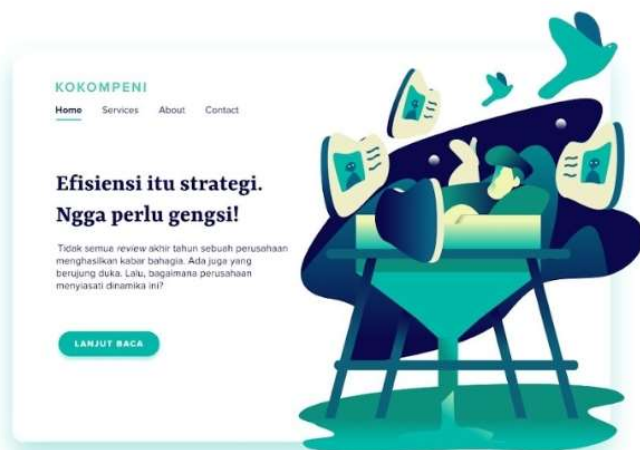 KOKOMPENI
Home Services About Contact
Efisiensi itu strategi.
Ngga perlu gengsi!
Tidak semua review akhir tahun sebuah perusahaan
menghasilkan kabar bahagia. Ada juga yang
berujung duka. Lalu, bagaimana perusahaan
menyiasati dinamika ini?
LANJUT BACA